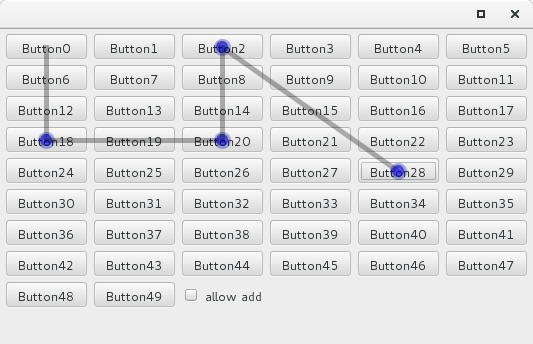 Button0 Button1 Button2 Button3 Button4 Button5
Button6 Button7 Button8 Button9 Button10 Button11
Button12 Button13 Button14 Button15 Button16 Button17
Button18 Button19 Button20 Button21 Button22 Button23
Button24 Button25 Button26 Button27 Button28 Button29
Button30 Button31 Button32 Button33 Button34 Button35
Button36 Button37 Button38 Button39 Button40 Button41
Button42 Button43 Button44 Button45 Button46 Button47
Button48 Button49 allow add